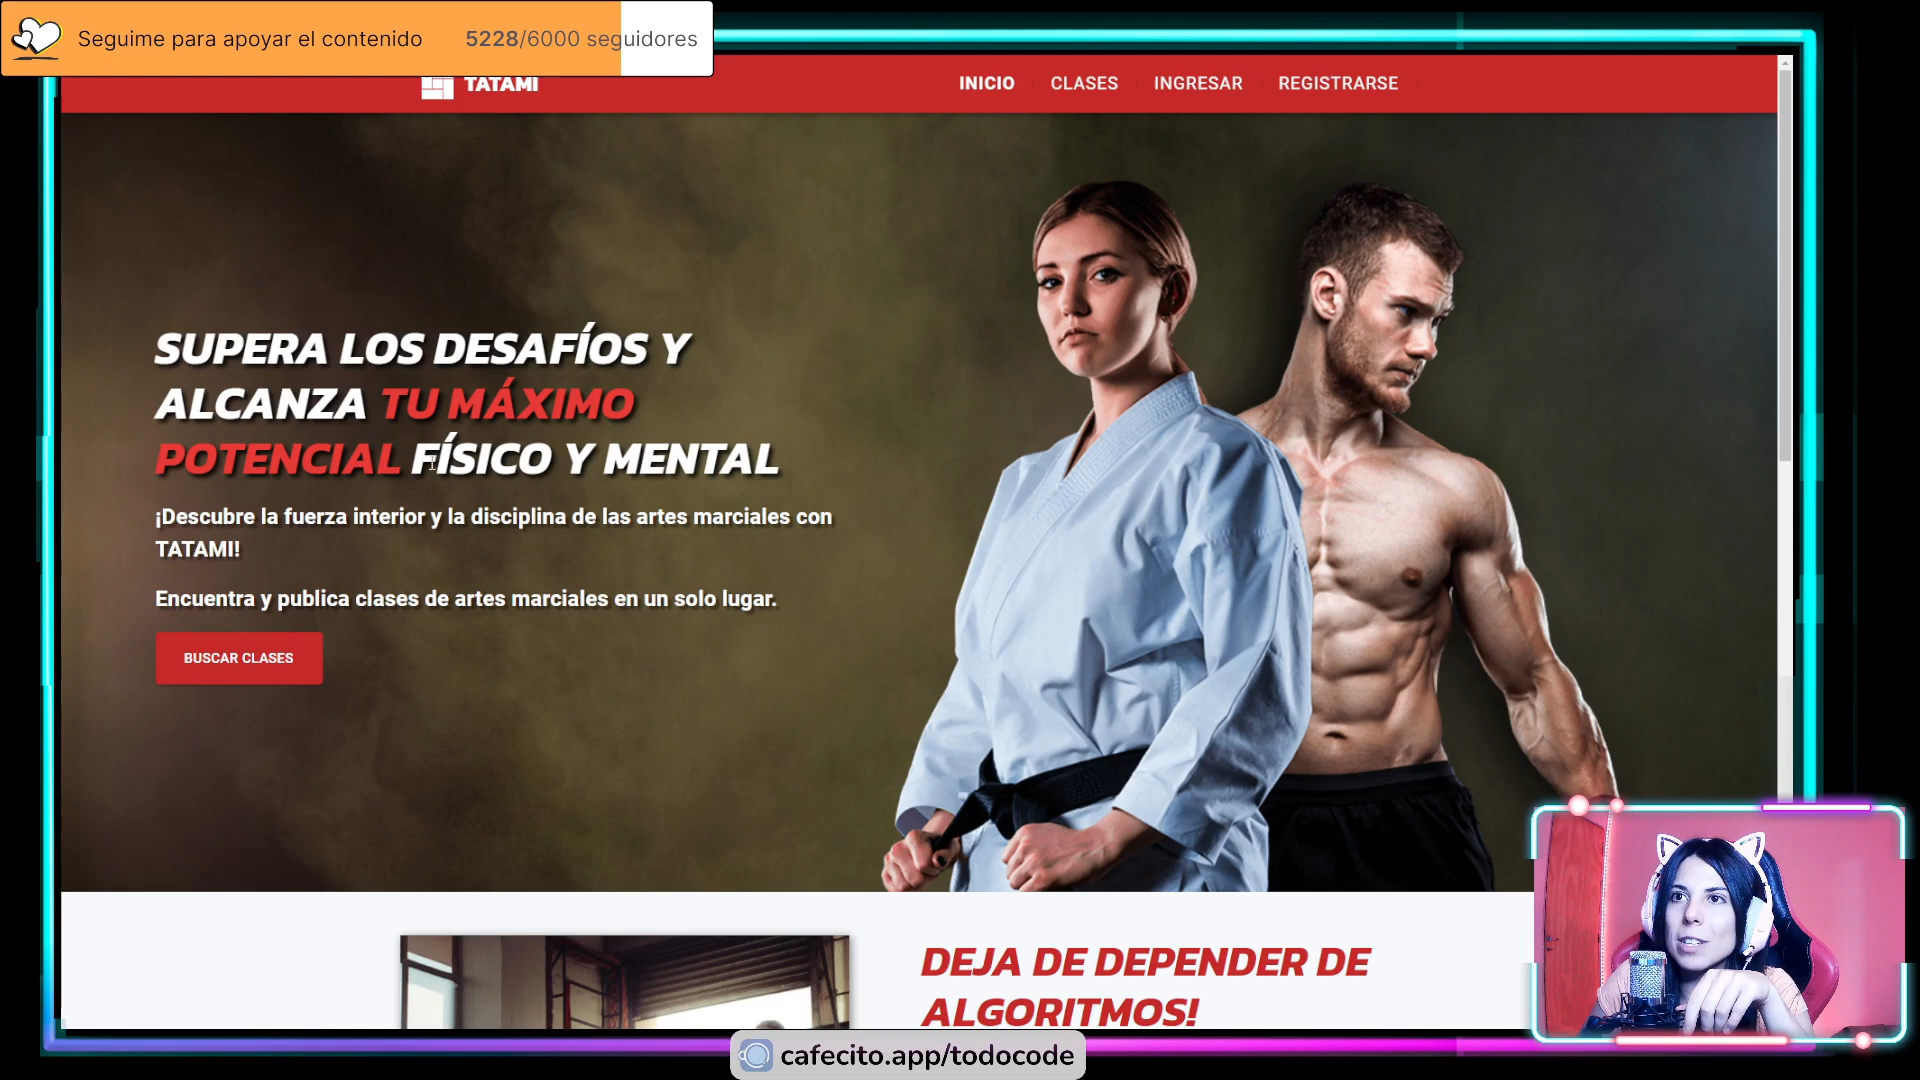 Seguime para apoyar el contenido 5228/6000 seguidores
TATAMI
INICIO CLASES INGRESAR REGISTRARSE
SUPERA LOS DESAFÍOS Y
ALCANZA TU MÁXIMO
POTENCIAL FÍSICO Y MENTAL
¡Descubre la fuerza interior y la disciplina de las artes marciales con
TATAMI!
Encuentra y publica clases de artes marciales en un solo lugar.
BUSCAR CLASES
DEJA DE DEPENDER DE
ALGORITMOS!
cafecito.app/todocode